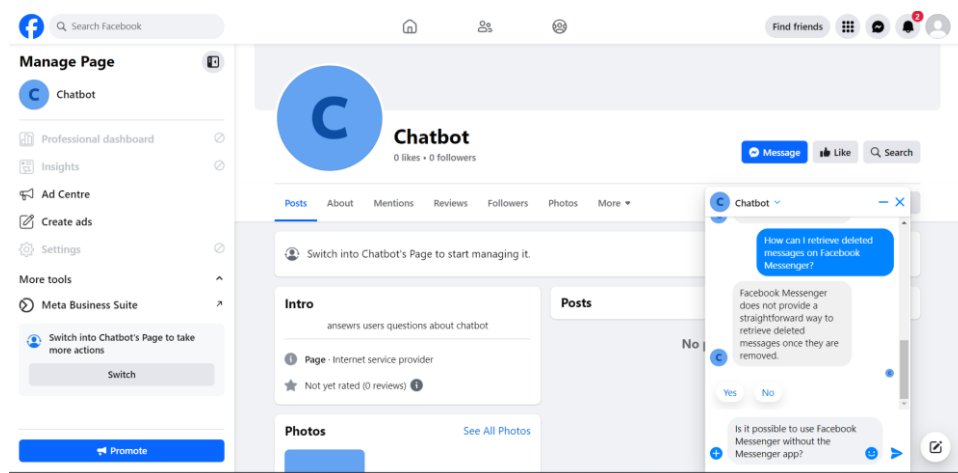 Search Facebook
Find friends
2
Manage Page
C Chatbot
Professional dashboard
Insights
Ad Centre
Create ads
Settings
More tools
Meta Business Suite
Switch into Chatbot's Page to take
more actions
Switch
Promote
C
Chatbot
0 likes • 0 followers
Message
Like
Search
Posts
About
Mentions
Reviews
Followers
Photos
More
Switch into Chatbot's Page to start managing it.
Intro
ansewrs users questions about chatbot
Page · Internet service provider
Not yet rated (0 reviews)
Photos
See All Photos
Posts
No
C Chatbot
How can I retrieve deleted
messages on Facebook
Messenger?
Facebook Messenger
does not provide a
straightforward way to
retrieve deleted
messages once they are
removed.
C
C
Yes
No
Is it possible to use Facebook
Messenger without the
Messenger app?